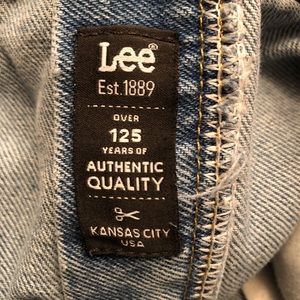 Lee®
Est.1889
OVER
125
YEARS OF
AUTHENTIC
QUALITY
KANSAS CITY
USA